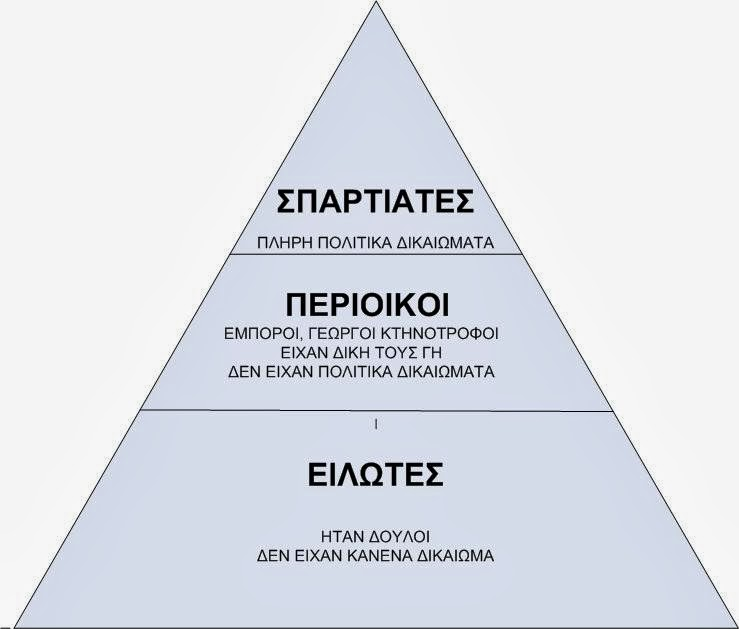 ΣΠΑΡΤΙΑΤΕΣ
ΠΛΗΡΗ ΠΟΛΙΤΙΚΑ ΔΙΚΑΙΩΜΑΤΑ
ΠΕΡΙΟΙΚΟΙ
ΕΜΠΟΡΟΙ, ΓΕΩΡΓΟΙ ΚΤΗΝΟΤΡΟΦΟΙ
ΕΙΧΑΝ ΔΙΚΗ ΤΟΥΣ ΓΗ
ΔΕΝ ΕΙΧΑΝ ΠΟΛΙΤΙΚΑ ΔΙΚΑΙΩΜΑΤΑ
ΕΙΛΩΤΕΣ
ΗΤΑΝ ΔΟΥΛΟΙ
ΔΕΝ ΕΙΧΑΝ ΚΑΝΕΝΑ ΔΙΚΑΙΩΜΑ